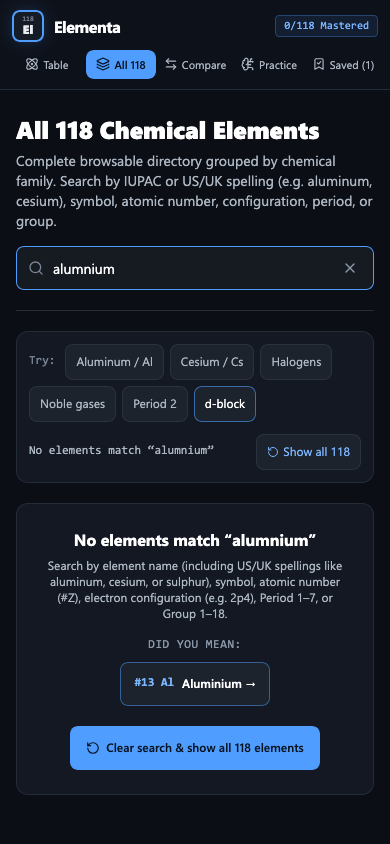 118
El
Elementa
0/118 Mastered
Table
All 118
Compare
Practice
Saved (1)
All 118 Chemical Elements
Complete browsable directory grouped by chemical
family. Search by IUPAC or US/UK spelling (e.g. aluminum,
cesium), symbol, atomic number, configuration, period, or
group.
alumnium
Try:
Aluminum / Al
Cesium / Cs
Halogens
Noble gases
Period 2
d-block
No elements match “alumnium”
Show all 118
No elements match “alumnium”
Search by element name (including US/UK spellings like
aluminum, cesium, or sulphur), symbol, atomic number
(#Z), electron configuration (e.g. 2p4), Period 1–7, or
Group 1–18.
DID YOU MEAN:
#13 Al Aluminium →
Clear search & show all 118 elements